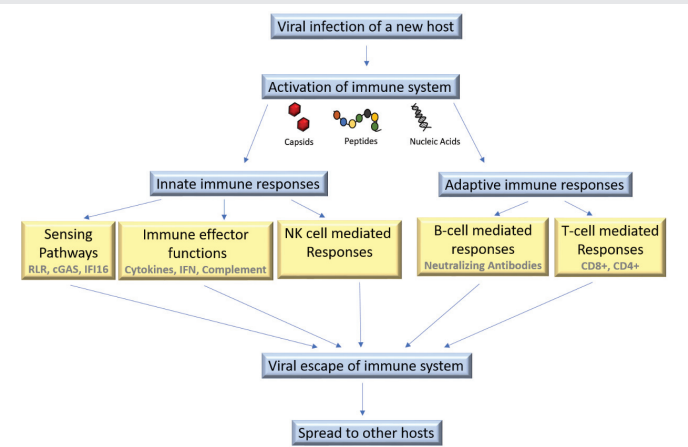 Viral infection of a new host
Activation of immune system
Capsids
Peptides
Nucleic Acids
Innate immune responses
Adaptive immune responses
Sensing
Pathways
RLR, cGAS, IFI16
Immune effector
functions
Cytokines, IFN, Complement
NK cell mediated
Responses
B-cell mediated
responses
Neutralizing Antibodies
T-cell mediated
Responses
CD8+, CD4+
Viral escape of immune system
Spread to other hosts